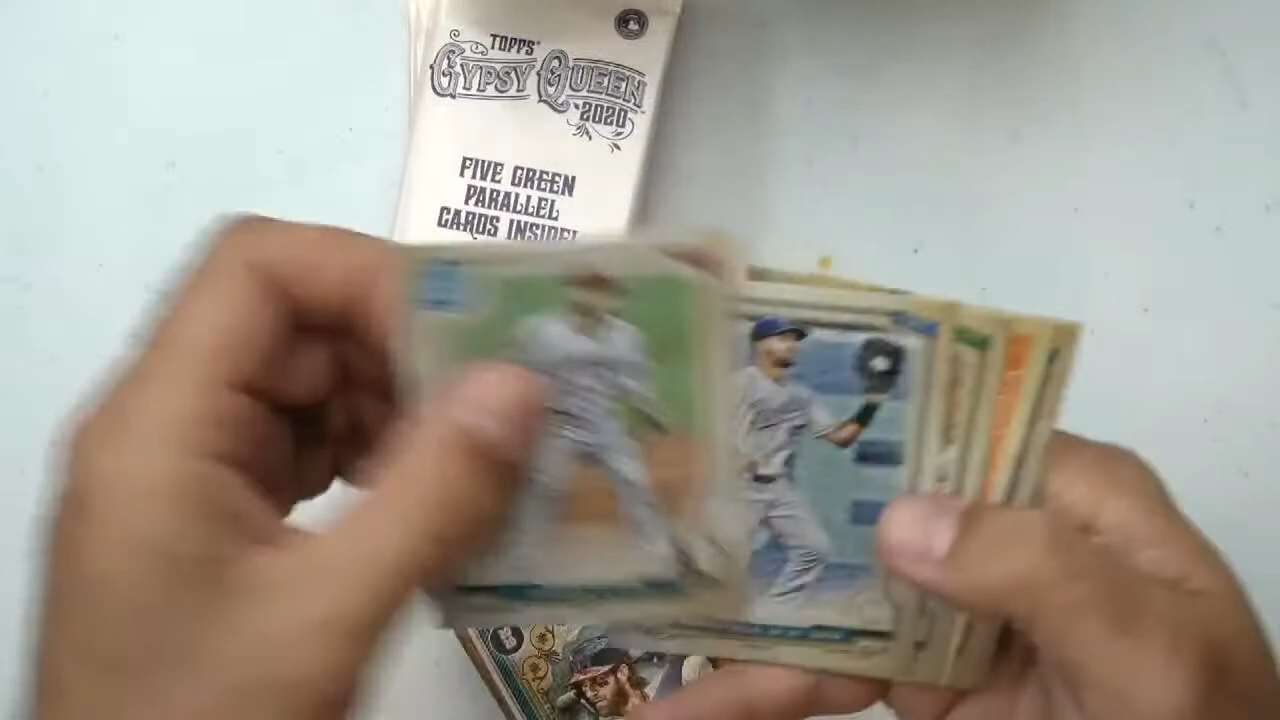 TOPPS
GYPSY QUEEN
2020
FIVE GREEN
PARALLEL
CARDS INSIDE!